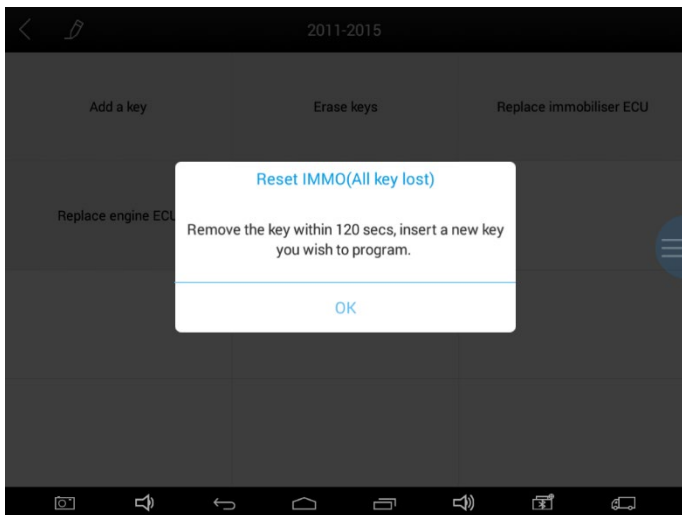 2011-2015
Add a key
Erase keys
Replace immobiliser ECU
Reset IMMO(All key lost)
Replace engine ECU
Remove the key within 120 secs, insert a new key
you wish to program.
OK